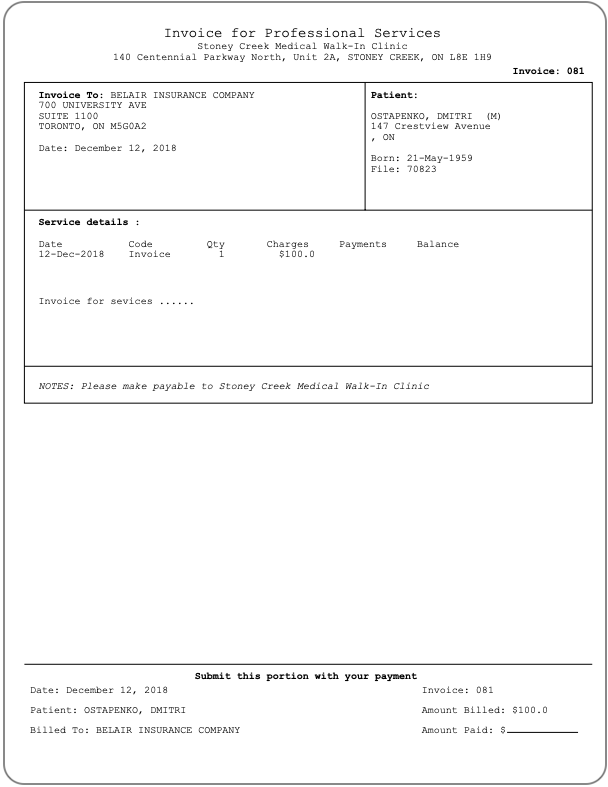 Invoice for Professional Services
Stoney Creek Medical Walk-In Clinic
140 Centennial Parkway North, Unit 2A, STONEY CREEK, ON L8E 1H9
Invoice: 081
Invoice To: BELAIR INSURANCE COMPANY
700 UNIVERSITY AVE
SUITE 1100
TORONTO, ON M5G0A2
Date: December 12, 2018
Patient:
OSTAPENKO, DMITRI (M)
147 Crestview Avenue
, ON
Born: 21-May-1959
File: 70823
Service details :
Date Code Qty Charges Payments Balance
12-Dec-2018 Invoice 1 $100.0
Invoice for sevices ......
NOTES: Please make payable to Stoney Creek Medical Walk-In Clinic
Submit this portion with your payment
Date: December 12, 2018 Invoice: 081
Patient: OSTAPENKO, DMITRI Amount Billed: $100.0
Billed To: BELAIR INSURANCE COMPANY Amount Paid: $